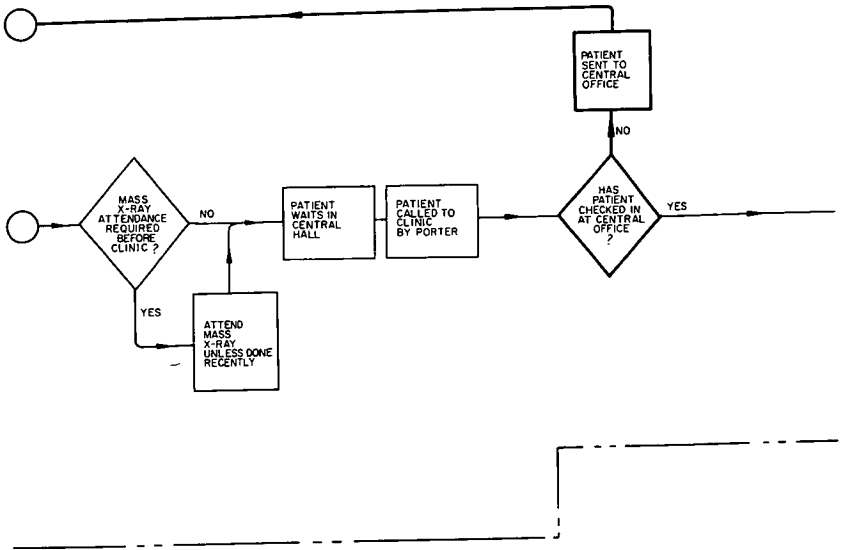 PATIENT
SENT TO
CENTRAL
OFFICE
NO
MASS
X-RAY
ATTENDANCE
REQUIRED
BEFORE
CLINIC ?
NO
YES
ATTEND
MASS
X-RAY
UNLESS DONE
RECENTLY
PATIENT
WAITS IN
CENTRAL
HALL
PATIENT
CALLED TO
CLINIC
BY PORTER
HAS
PATIENT
CHECKED IN
AT CENTRAL
OFFICE
?
YES